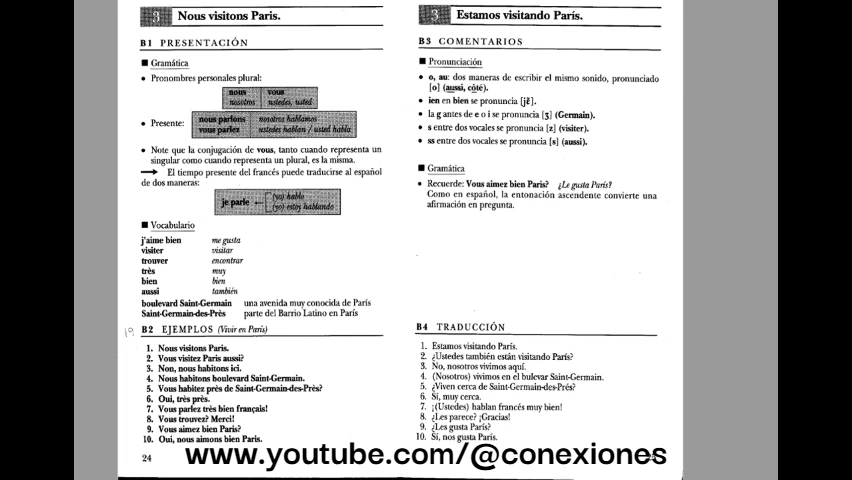 3 Nous visitons Paris.
B1 PRESENTACIÓN
■ Gramática
• Pronombres personales plural:
nous vous
nosotros ustedes, usted
• Presente:
nous parlons nosotros hablamos
vous parlez ustedes hablan / usted habla
• Note que la conjugación de vous, tanto cuando representa un
singular como cuando representa un plural, es la misma.
→ El tiempo presente del francés puede traducirse al español
de dos maneras:
je parle ← (yo) hablo
(yo) estoy hablando
■ Vocabulario
j'aime bien me gusta
visiter visitar
trouver encontrar
très muy
bien bien
aussi también
boulevard Saint-Germain una avenida muy conocida de París
Saint-Germain-des-Près parte del Barrio Latino en París
19 B2 EJEMPLOS (Vivir en París)
1. Nous visitons Paris.
2. Vous visitez Paris aussi?
3. Non, nous habitons ici.
4. Nous habitons boulevard Saint-Germain.
5. Vous habitez près de Saint-Germain-des-Près?
6. Oui, très près.
7. Vous parlez très bien français!
8. Vous trouvez? Merci!
9. Vous aimez bien Paris?
10. Oui, nous aimons bien Paris.
24
3 Estamos visitando París.
B3 COMENTARIOS
■ Pronunciación
• o, au: dos maneras de escribir el mismo sonido, pronunciado
[o] (aussi, côté).
• ien en bien se pronuncia [jɛ̃].
• la g antes de e o i se pronuncia [ʒ] (Germain).
• s entre dos vocales se pronuncia [z] (visiter).
• ss entre dos vocales se pronuncia [s] (aussi).
■ Gramática
• Recuerde: Vous aimez bien Paris? ¿Le gusta París?
Como en español, la entonación ascendente convierte una
afirmación en pregunta.
B4 TRADUCCIÓN
1. Estamos visitando París.
2. ¿Ustedes también están visitando París?
3. No, nosotros vivimos aquí.
4. (Nosotros) vivimos en el bulevar Saint-Germain.
5. ¿Viven cerca de Saint-Germain-des-Prés?
6. Sí, muy cerca.
7. ¡(Ustedes) hablan francés muy bien!
8. ¿Les parece? ¡Gracias!
9. ¿Les gusta París?
10. Sí, nos gusta París.
www.youtube.com/@conexiones